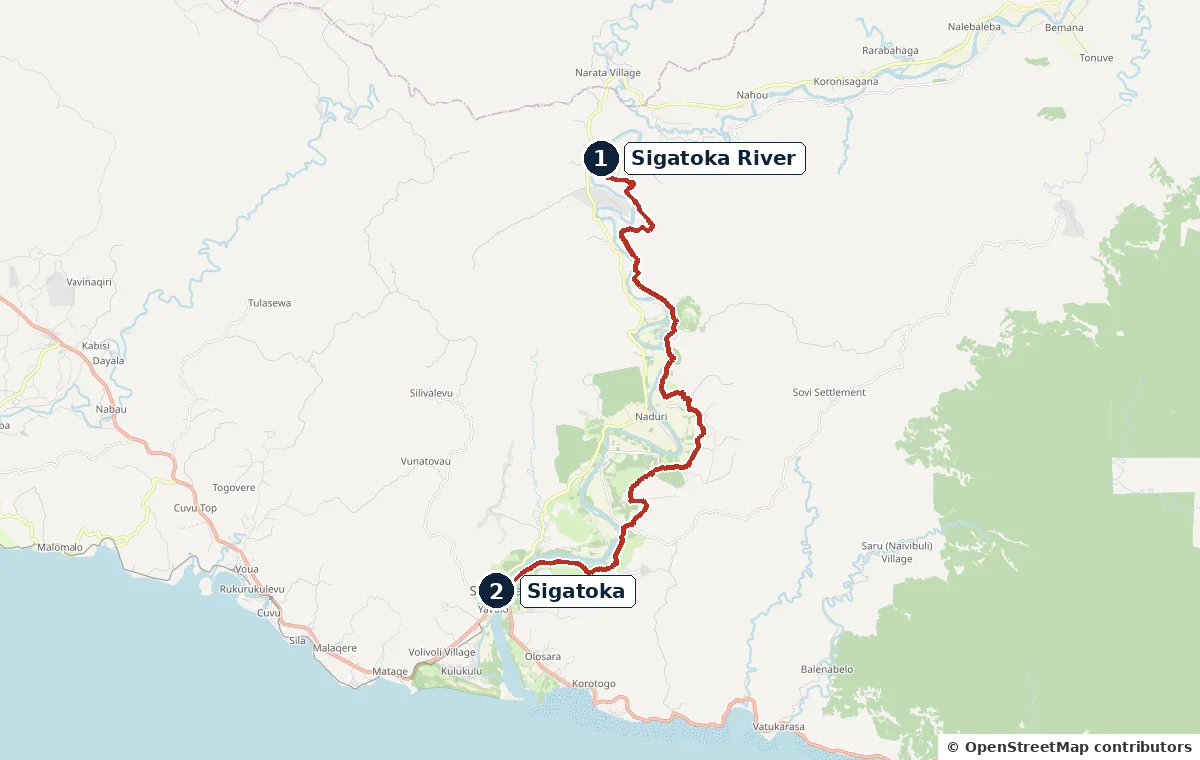 Nalebaleba
Bemana
Rarabahaga
Tonuve
Narata Village
Koronisagana
Nahou
1
Sigatoka River
Vavinaqiri
Tulasewa
Kabisi
Dayala
Silivalevu
Sovi Settlement
Nabau
Naduri
Vunatovau
Togovere
Cuvu Top
Malomalo
Saru (Naivibuli)
Village
Voua
Rukurukulevu
2
Sigatoka
Cuvu
Sila
Malaqere
Volivoli Village
Olosara
Mataqe
Kulukulu
Korotogo
Balenabelo
Vatukarasa
© OpenStreetMap contributors